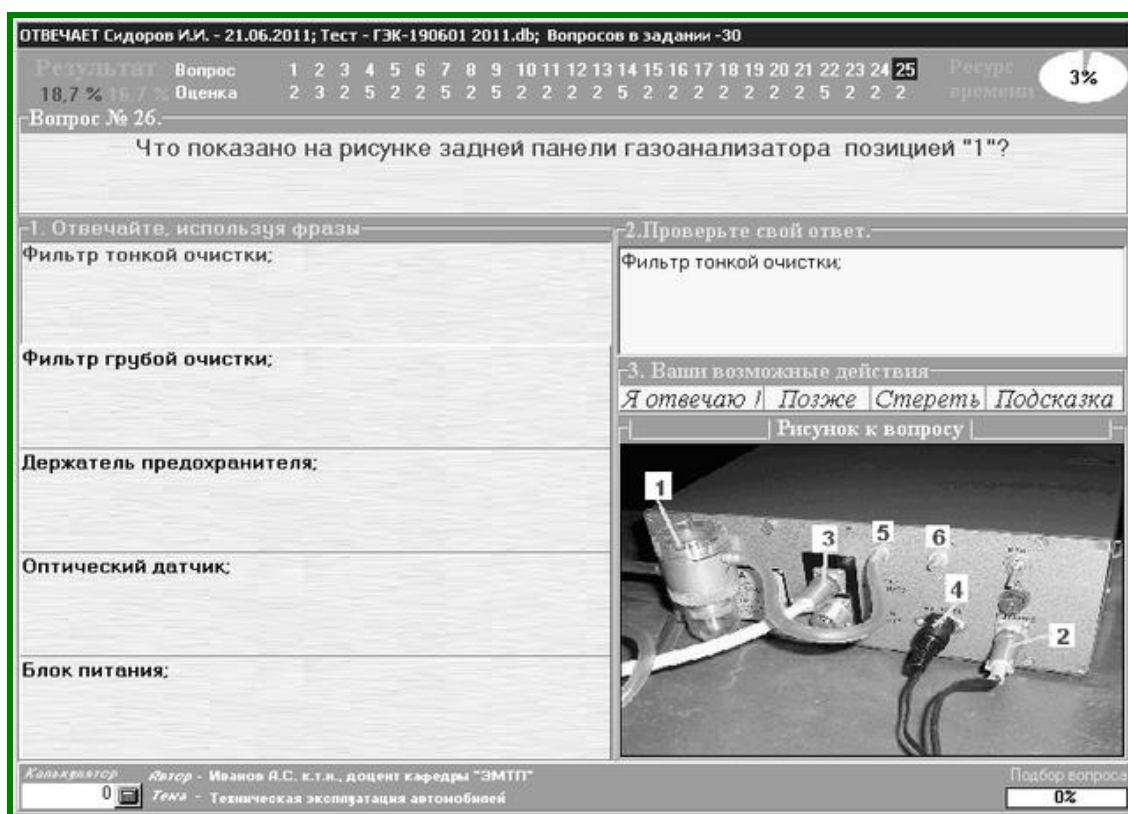 ОТВЕЧАЕТ Сидоров И.И. - 21.06.2011; Тест - ГЭК-190601 2011.db; Вопросов в задании -30
Результат Вопрос 1 2 3 4 5 6 7 8 9 10 11 12 13 14 15 16 17 18 19 20 21 22 23 24 25 Ресурс 3%
18,7 % 16.7 % Оценка 2 3 2 5 2 2 5 2 5 2 2 2 2 5 2 2 2 2 2 2 2 5 2 2 2 времени
Вопрос № 26.
Что показано на рисунке задней панели газоанализатора позицией "1"?
1. Отвечайте, используя фразы
Фильтр тонкой очистки;
Фильтр грубой очистки;
Держатель предохранителя;
Оптический датчик;
Блок питания;
2.Проверьте свой ответ.
Фильтр тонкой очистки;
3. Ваши возможные действия
Я отвечаю ! Позже Стереть Подсказка
Рисунок к вопросу
1
3
5
6
4
2
Калькулятор Автор - Иванов А.С. к.т.н., доцент кафедры "ЭМТП" Подбор вопроса
0 Тема - Техническая эксплуатация автомобилей 0%